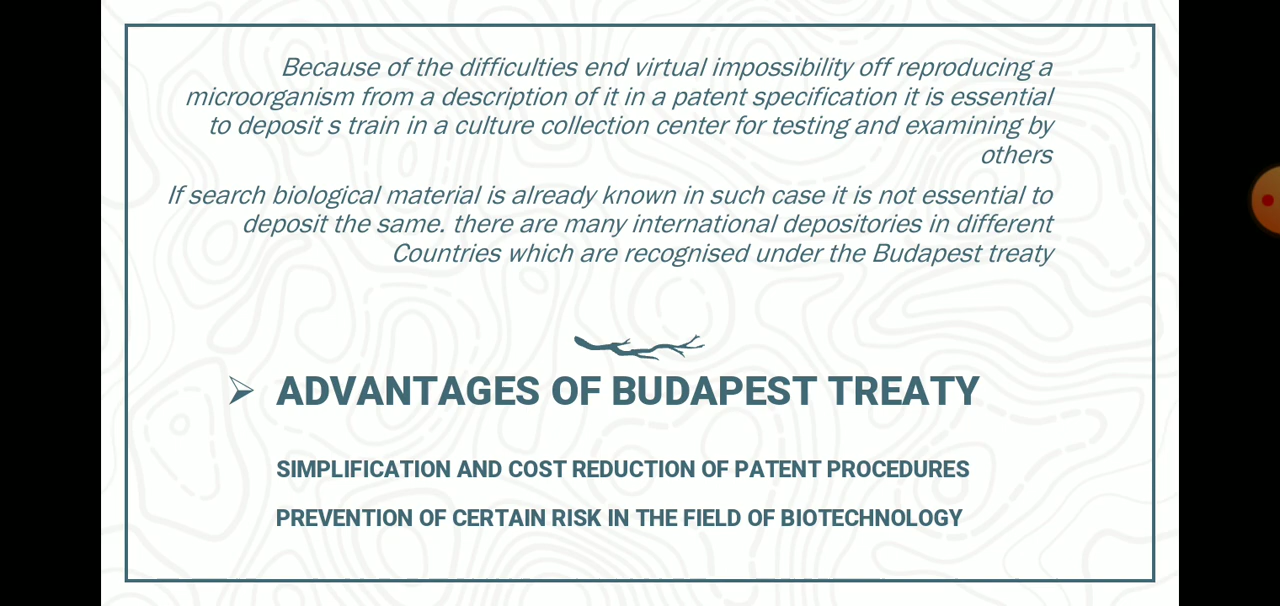 Because of the difficulties end virtual impossibility off reproducing a
microorganism from a description of it in a patent specification it is essential
to deposit s train in a culture collection center for testing and examining by
others
If search biological material is already known in such case it is not essential to
deposit the same. there are many international depositories in different
Countries which are recognised under the Budapest treaty
ADVANTAGES OF BUDAPEST TREATY
SIMPLIFICATION AND COST REDUCTION OF PATENT PROCEDURES
PREVENTION OF CERTAIN RISK IN THE FIELD OF BIOTECHNOLOGY